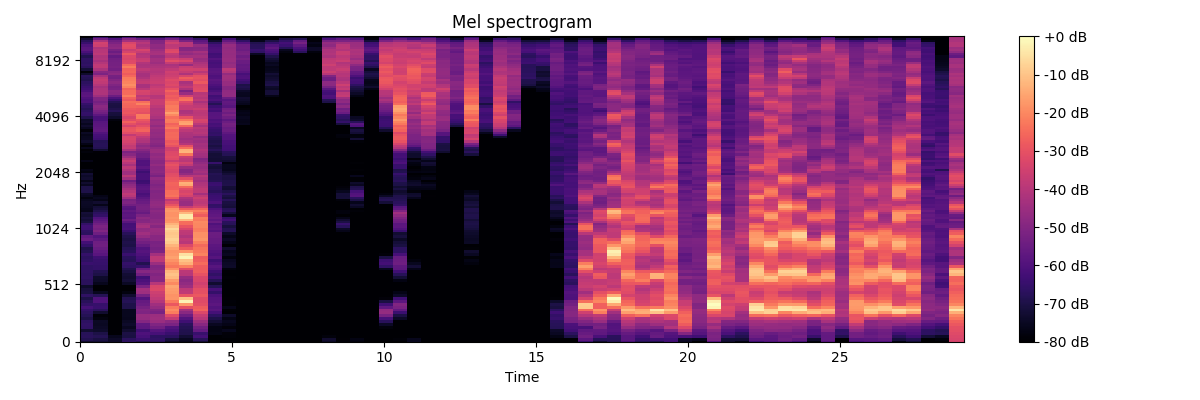 Mel spectrogram
+0 dB
8192
-10 dB
4096
-20 dB
-30 dB
2048
Hz
-40 dB
1024
-50 dB
-60 dB
512
-70 dB
0
-80 dB
0 5 10 15 20 25
Time